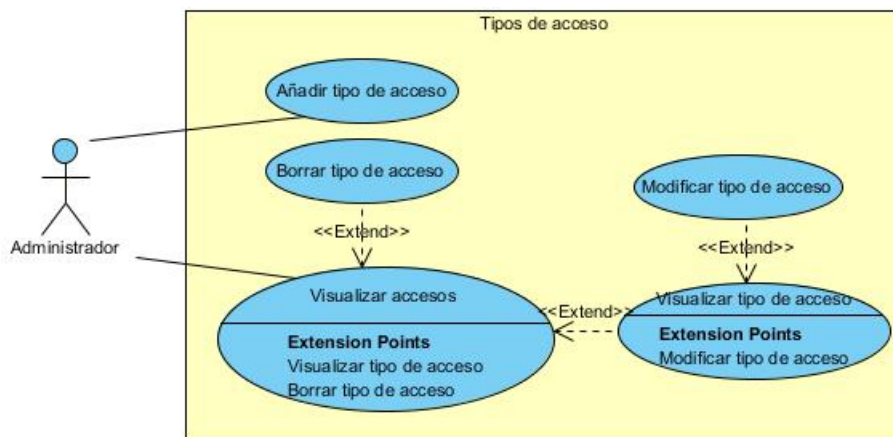 Tipos de acceso
Añadir tipo de acceso
Borrar tipo de acceso
Modificar tipo de acceso
<<Extend>>
<<Extend>>
Administrador
Visualizar accesos
Extension Points
Visualizar tipo de acceso
Borrar tipo de acceso
<<Extend>>
Visualizar tipo de acceso
Extension Points
Modificar tipo de acceso